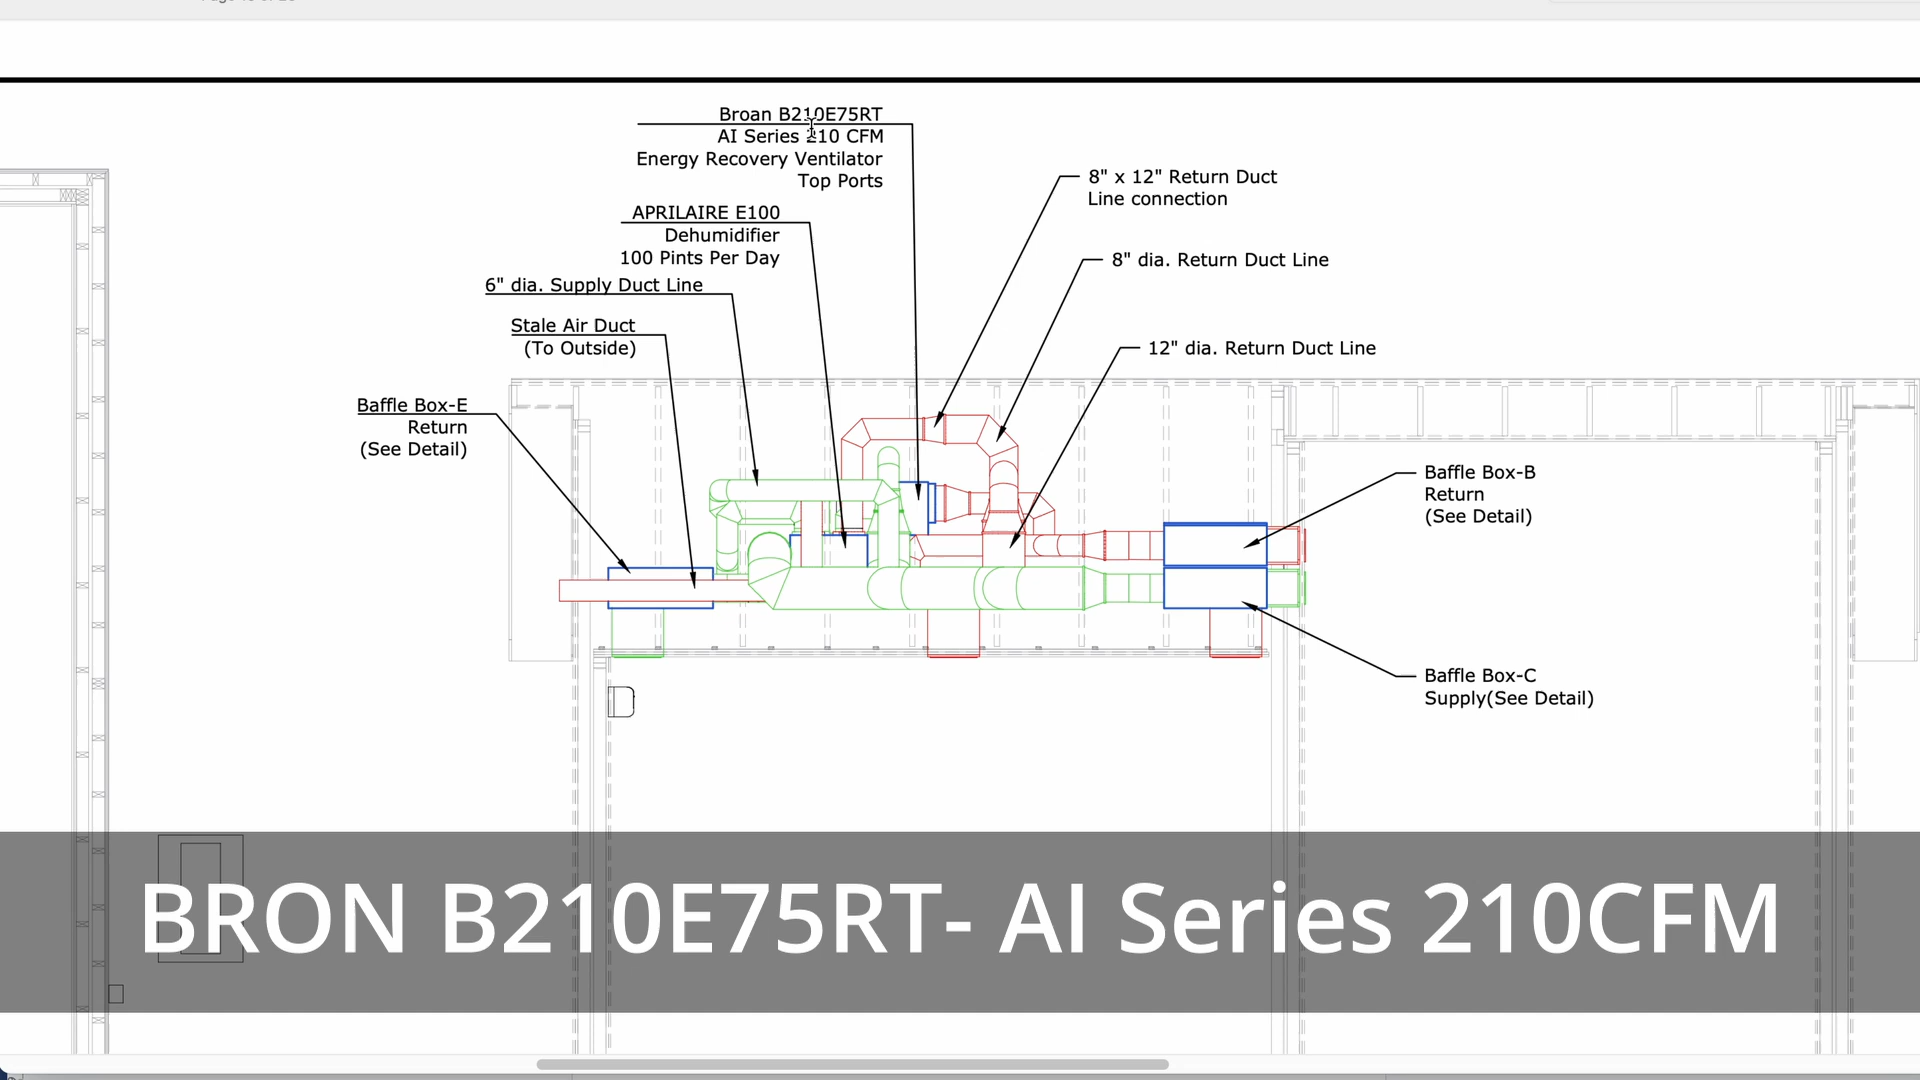 Broan B210E75RT
AI Series 210 CFM
Energy Recovery Ventilator
Top Ports
APRILAIRE E100
Dehumidifier
100 Pints Per Day
6" dia. Supply Duct Line
Stale Air Duct
(To Outside)
Baffle Box-E
Return
(See Detail)
8" x 12" Return Duct
Line connection
8" dia. Return Duct Line
12" dia. Return Duct Line
Baffle Box-B
Return
(See Detail)
Baffle Box-C
Supply(See Detail)
BRON B210E75RT- AI Series 210CFM